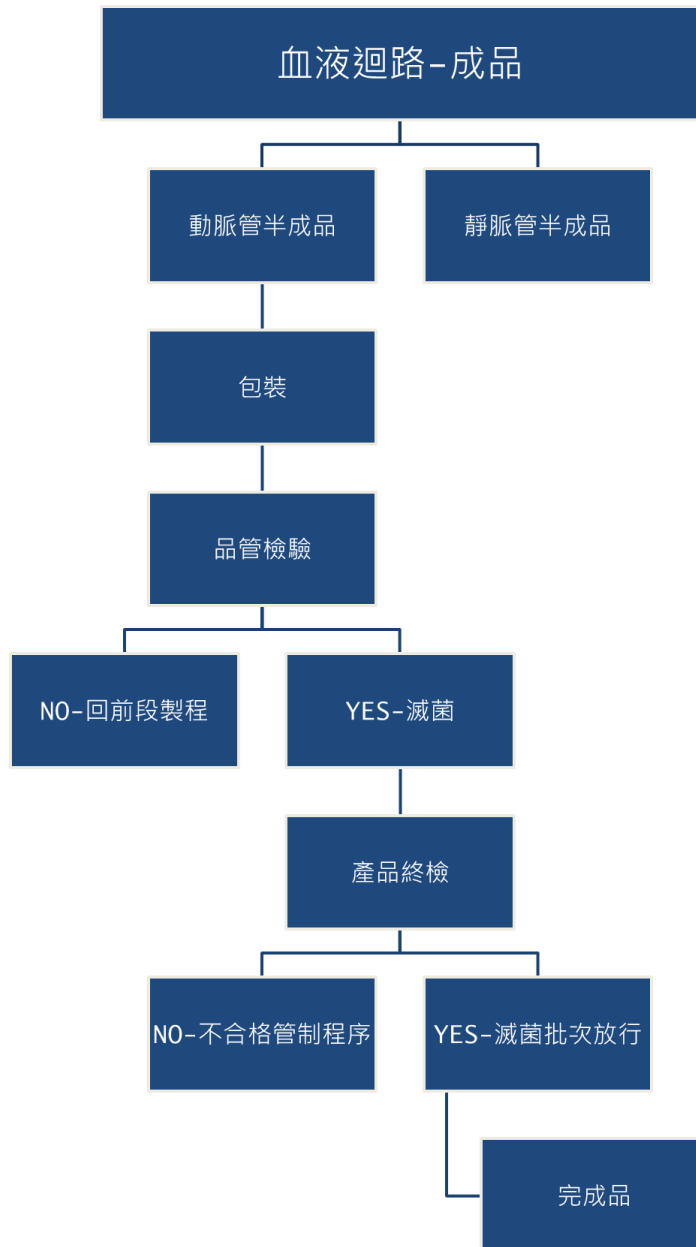 血液迴路-成品
動脈管半成品
靜脈管半成品
包裝
品管檢驗
NO-回前段製程
YES-滅菌
產品終檢
NO-不合格管制程序
YES-滅菌批次放行
完成品